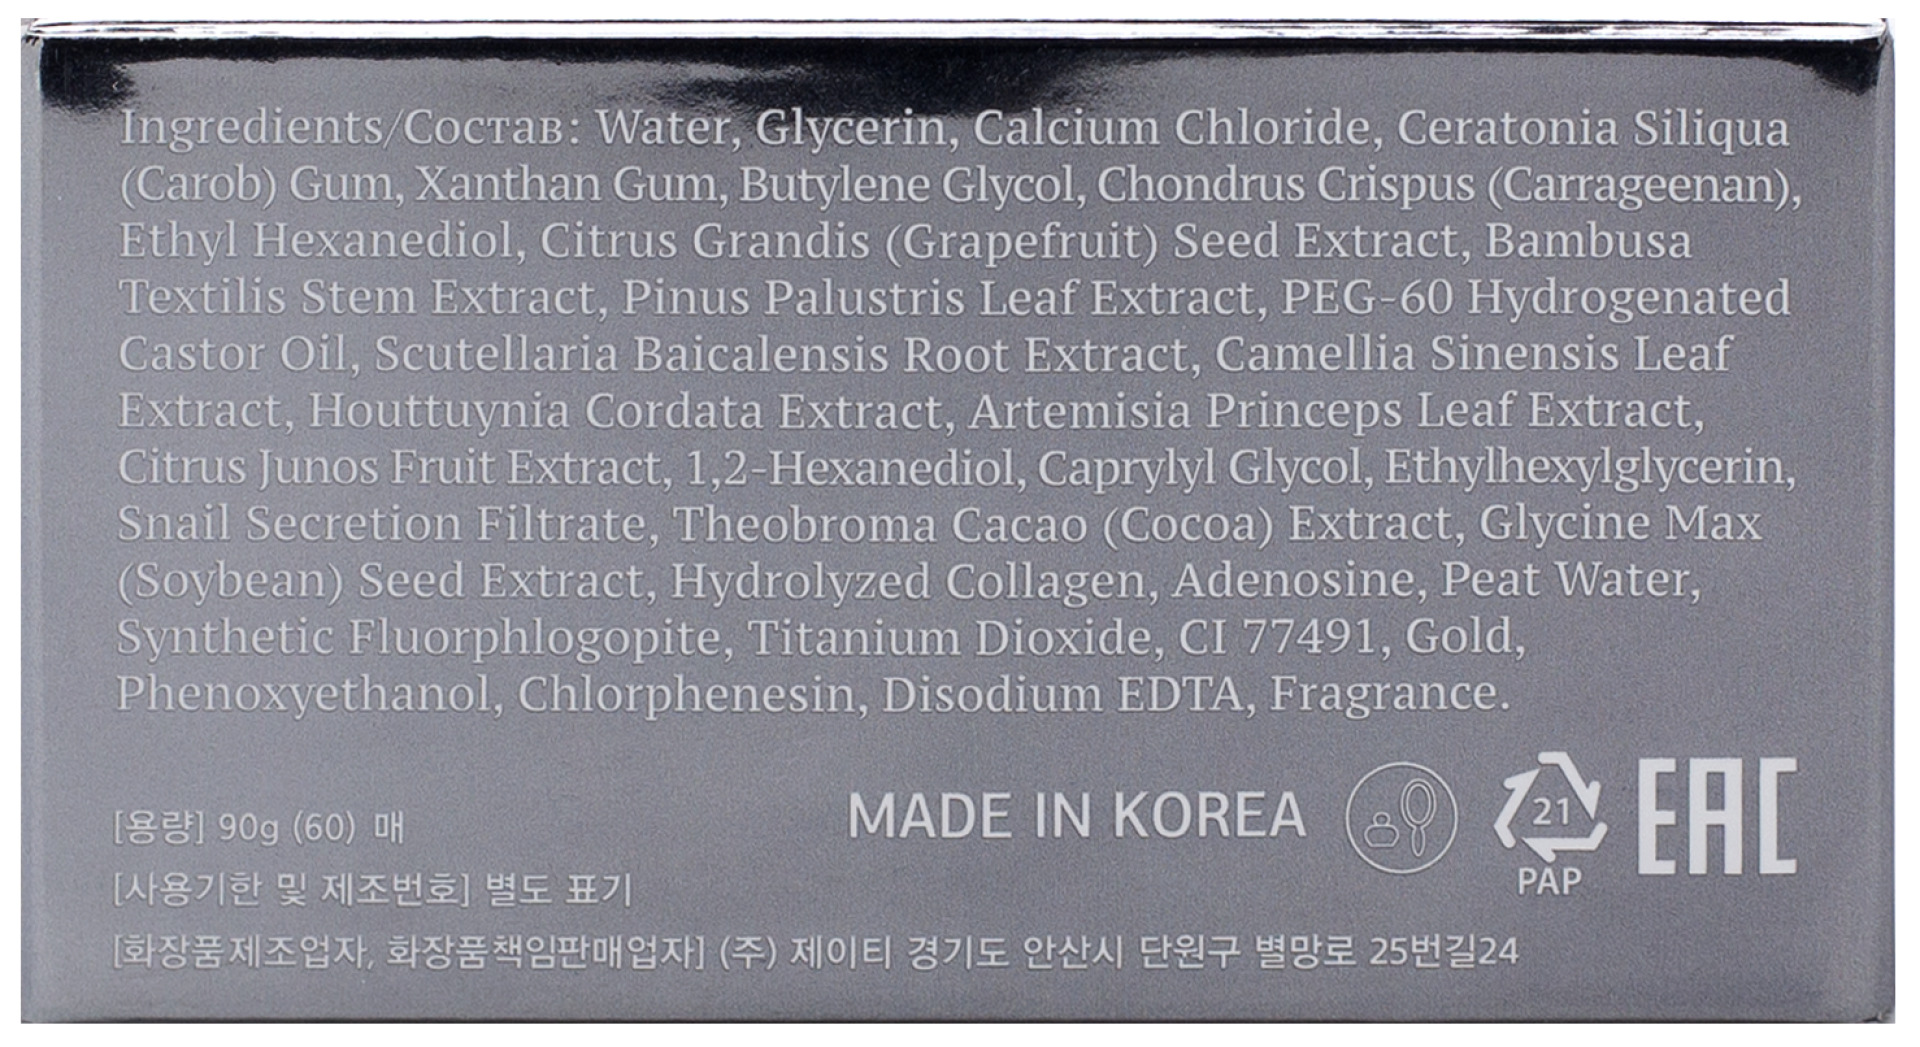 Ingredients/Состав: Water, Glycerin, Calcium Chloride, Ceratonia Siliqua
(Carob) Gum, Xanthan Gum, Butylene Glycol, Chondrus Crispus (Carrageenan),
Ethyl Hexanediol, Citrus Grandis (Grapefruit) Seed Extract, Bambusa
Textilis Stem Extract, Pinus Palustris Leaf Extract, PEG-60 Hydrogenated
Castor Oil, Scutellaria Baicalensis Root Extract, Camellia Sinensis Leaf
Extract, Houttuynia Cordata Extract, Artemisia Princeps Leaf Extract,
Citrus Junos Fruit Extract, 1,2-Hexanediol, Caprylyl Glycol, Ethylhexylglycerin,
Snail Secretion Filtrate, Theobroma Cacao (Cocoa) Extract, Glycine Max
(Soybean) Seed Extract, Hydrolyzed Collagen, Adenosine, Peat Water,
Synthetic Fluorphlogopite, Titanium Dioxide, CI 77491, Gold,
Phenoxyethanol, Chlorphenesin, Disodium EDTA, Fragrance.
MADE IN KOREA
21
PAP
EAC
[용량] 90g (60) 매
[사용기한 및 제조번호] 별도 표기
[화장품제조업자, 화장품책임판매업자] (주) 제이티 경기도 안산시 단원구 별망로 25번길24